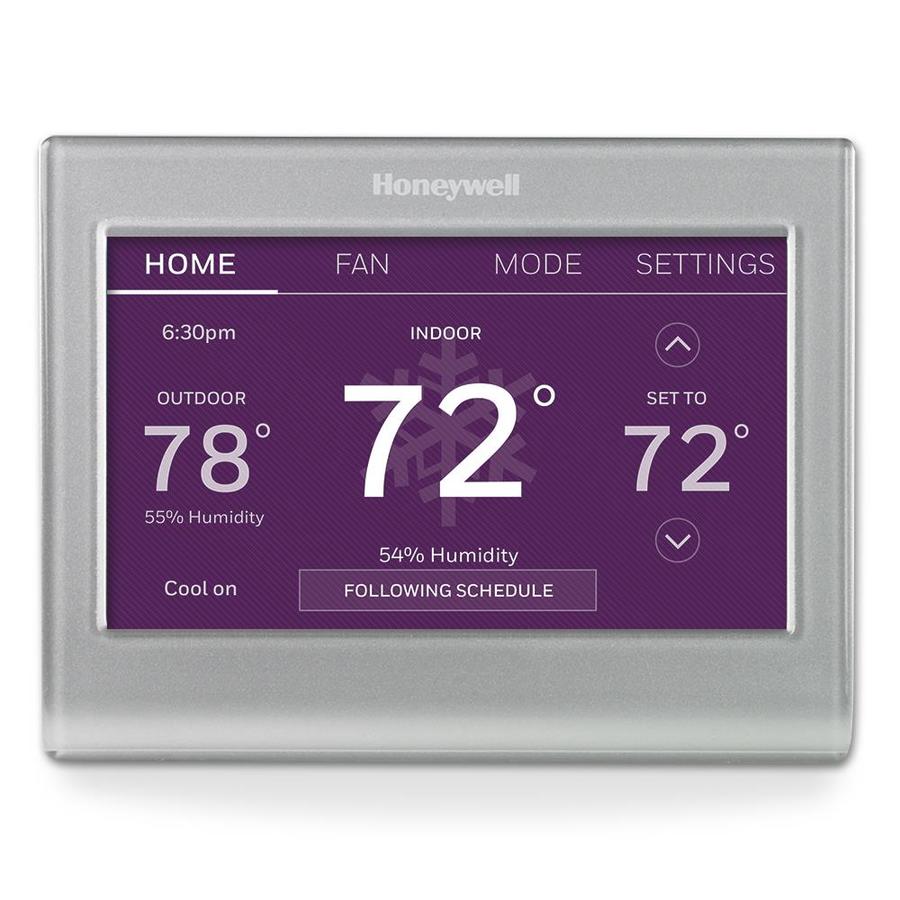 Honeywell
HOME FAN MODE SETTINGS
6:30pm
OUTDOOR
78°
55% Humidity
Cool on
INDOOR
72°
54% Humidity
FOLLOWING SCHEDULE
SET TO
72°